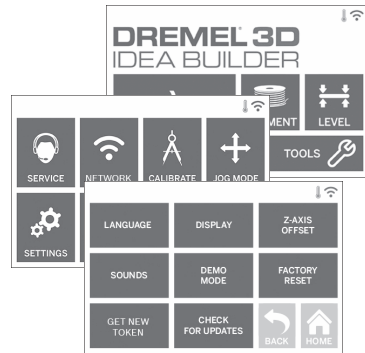 DREMEL® 3D
IDEA BUILDER
LEVEL
TOOLS
SERVICE
NETWORK
CALIBRATE
JOG MODE
SETTINGS
LANGUAGE
DISPLAY
Z-AXIS
OFFSET
SOUNDS
DEMO
MODE
FACTORY
RESET
GET NEW
TOKEN
CHECK
FOR UPDATES
BACK
HOME